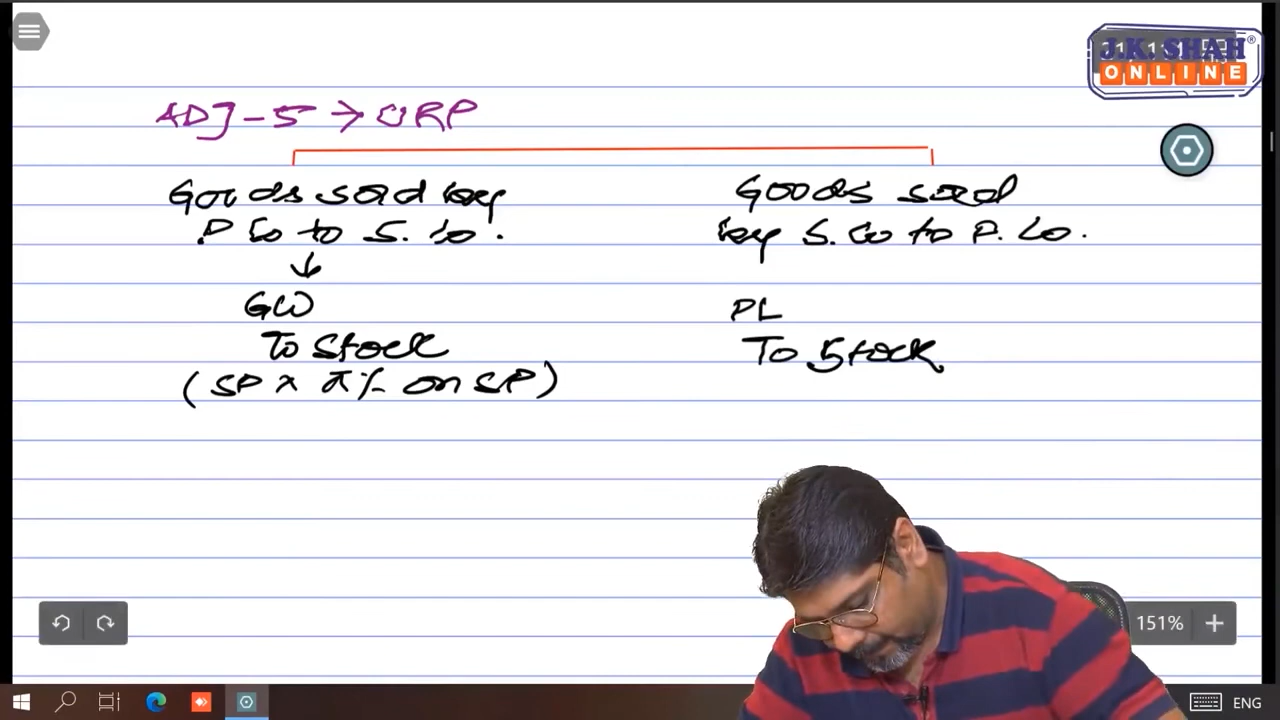 J.K. SHAH®
ONLINE
ADJ-5 → URP
Goods sold by
P Co to S. Co.
↓
GW
To Stock
(SP x π% on SP)
Goods sold
by S. Co to P. Co.
PL
To Stock
151% +
ENG